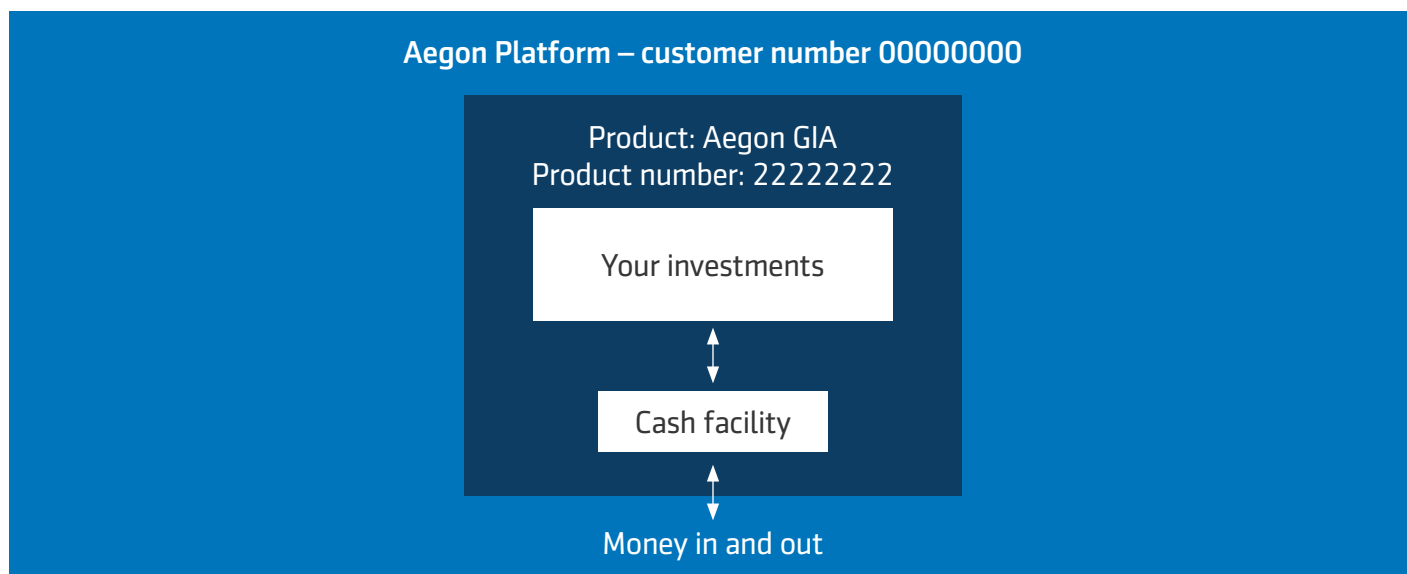 Aegon Platform – customer number 00000000
Product: Aegon GIA
Product number: 22222222
Your investments
Cash facility
Money in and out